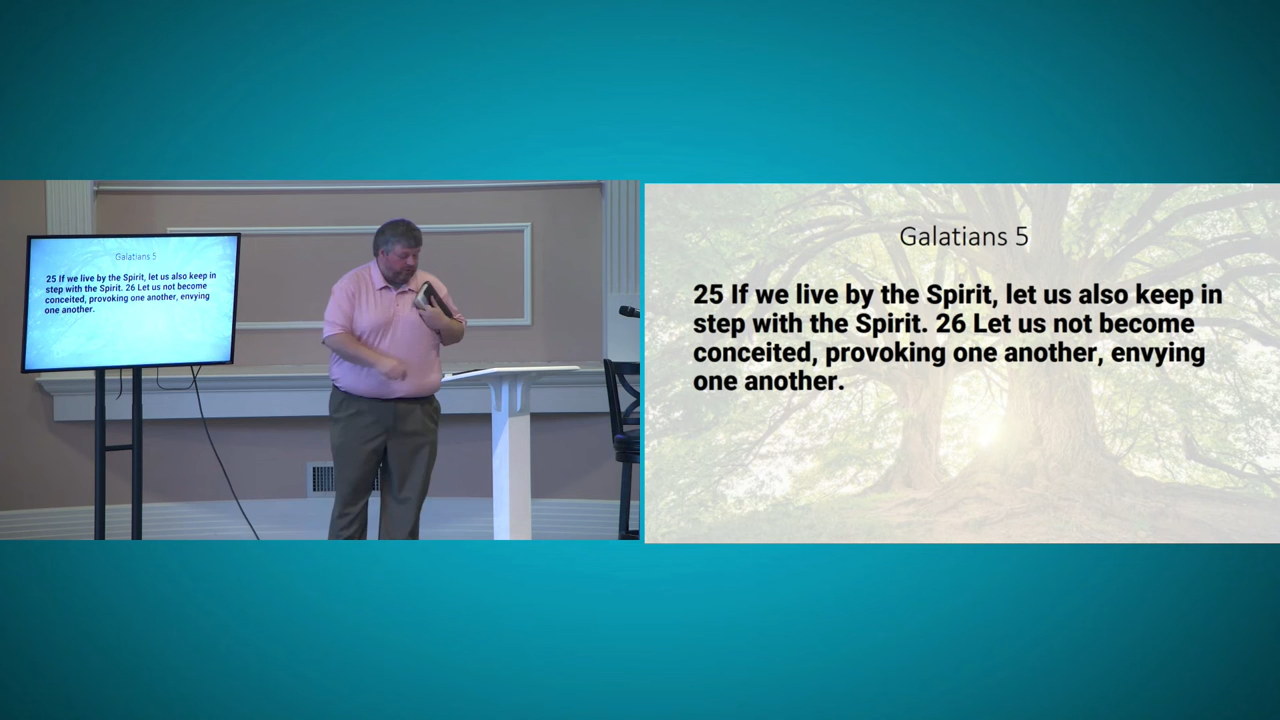 Galatians 5
25 If we live by the Spirit, let us also keep in
step with the Spirit. 26 Let us not become
conceited, provoking one another, envying
one another.
Galatians 5
25 If we live by the Spirit, let us also keep in
step with the Spirit. 26 Let us not become
conceited, provoking one another, envying
one another.